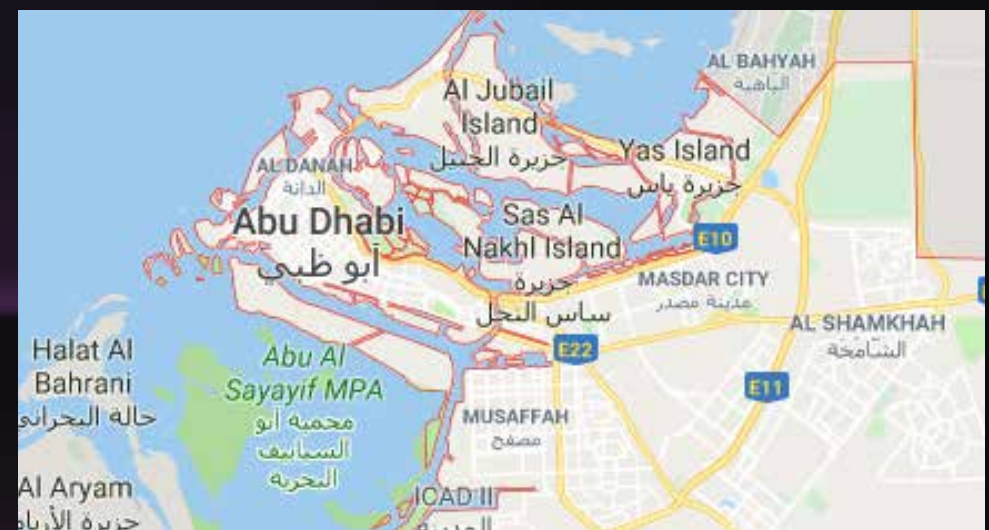 AL BAHYAH
الباهية
Al Jubail
Island
جزيرة الجبيل
Yas Island
جزيرة ياس
AL DANAH
الدانة
Abu Dhabi
أبو ظبي
Sas Al
Nakhl Island
جزيرة
ساس النخل
E10
MASDAR CITY
مدينة مصدر
AL SHAMKHAH
الشامخة
E22
E11
Halat Al
Bahrani
حالة البحراني
Abu Al
Sayayif MPA
محمية أبو
السياييف
البحرية
MUSAFFAH
مصفح
Al Aryam
جزيرة
ICAD II